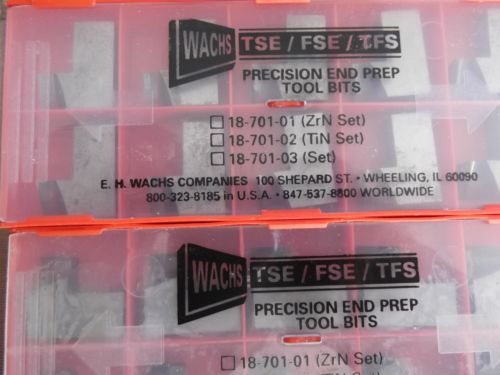 WACHS TSE / FSE / TFS
PRECISION END PREP
TOOL BITS
18-701-01 (ZrN Set)
18-701-02 (TiN Set)
18-701-03 (Set)
E. H. WACHS COMPANIES 100 SHEPARD ST. • WHEELING, IL 60090
800-323-8185 in U.S.A. • 847-537-8800 WORLDWIDE
WACHS TSE / FSE / TFS
PRECISION END PREP
TOOL BITS
18-701-01 (ZrN Set)